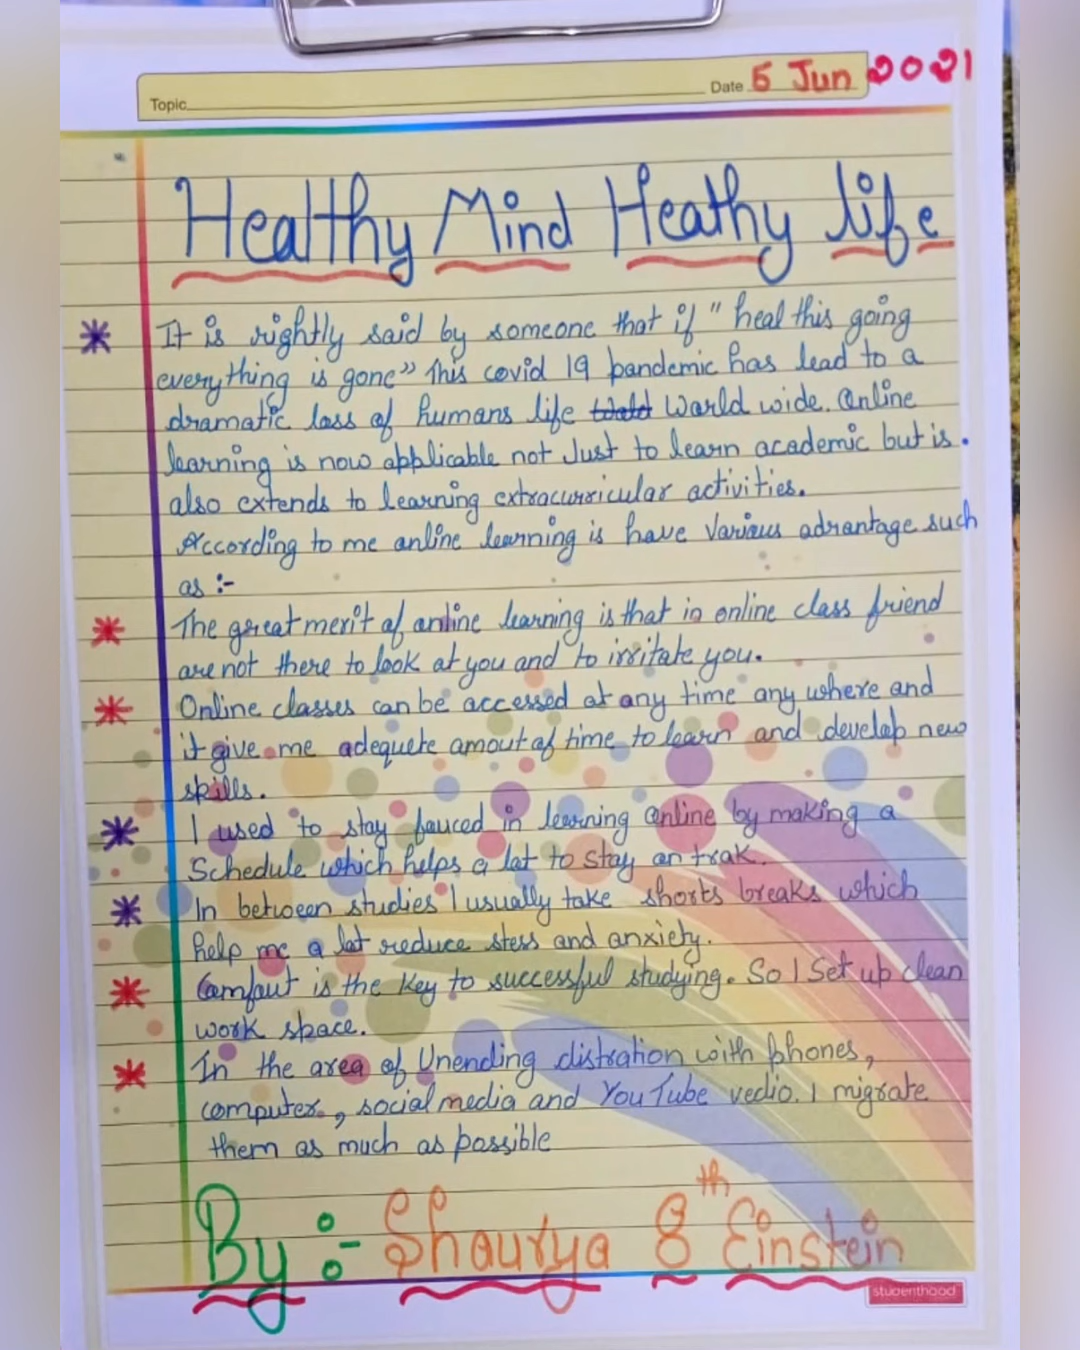 Topic Date 5 Jun 2021
Healthy Mind Heathy life
It is rightly said by someone that if " heal this going
everything is gone" This covid 19 pandemic has lead to a
dramatic loss of humans life World wide. Online
learning is now applicable not Just to learn academic but is.
also extends to learning extracurricular activities.
According to me online learning is have Various advantage such
as :-
The great merit of online learning is that in online class friend
are not there to look at you and to irritate you.
Online classes can be accessed at any time any where and
it give me adequete amout of time to learn and develop new
skills.
I used to stay fauced in learning online by making a
Schedule which helps a lot to stay on trak.
In between studies I usually take shorts breaks which
help me a lot reduce stess and anxiety.
Comfout is the key to successful studying. So I Set up clean
work space.
In the area of Unending distration with phones,
computer, social media and YouTube vedio. I migrate
them as much as possible
By :- Shaurya 8th Einstein
studenthood